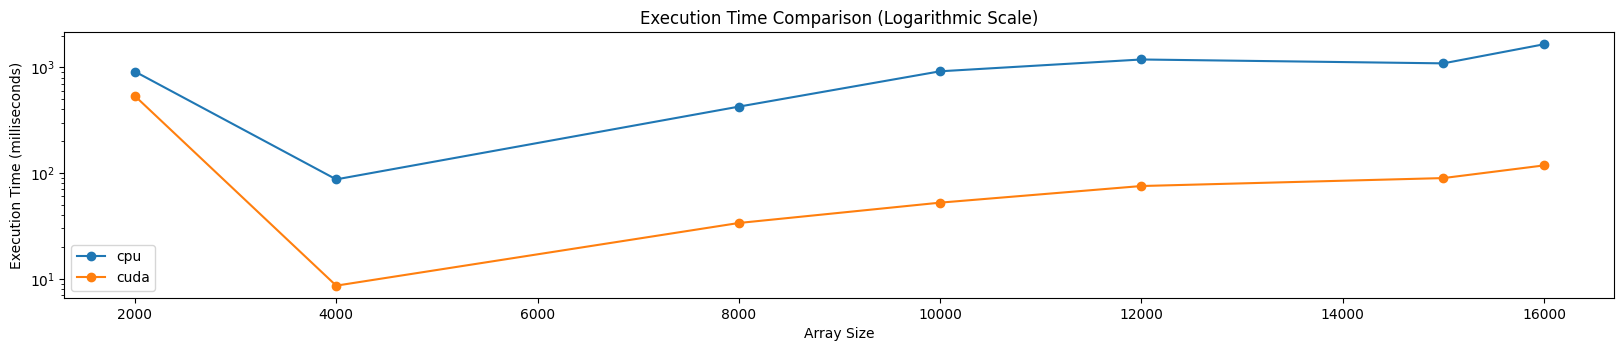 Execution Time Comparison (Logarithmic Scale)
Execution Time (milliseconds)
10³
10²
10¹
cpu
cuda
2000 4000 6000 8000 10000 12000 14000 16000
Array Size